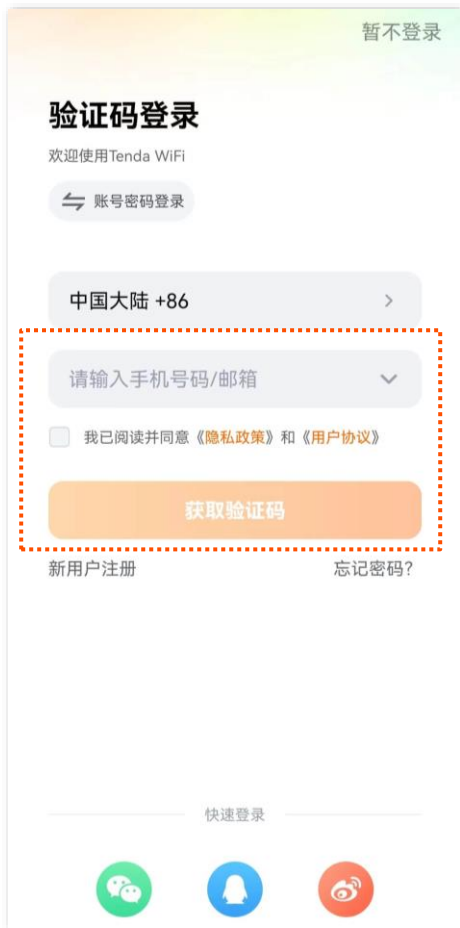 暂不登录
验证码登录
欢迎使用Tenda WiFi
账号密码登录
中国大陆 +86
请输入手机号码/邮箱
我已阅读并同意《隐私政策》和《用户协议》
获取验证码
新用户注册 忘记密码?
快速登录